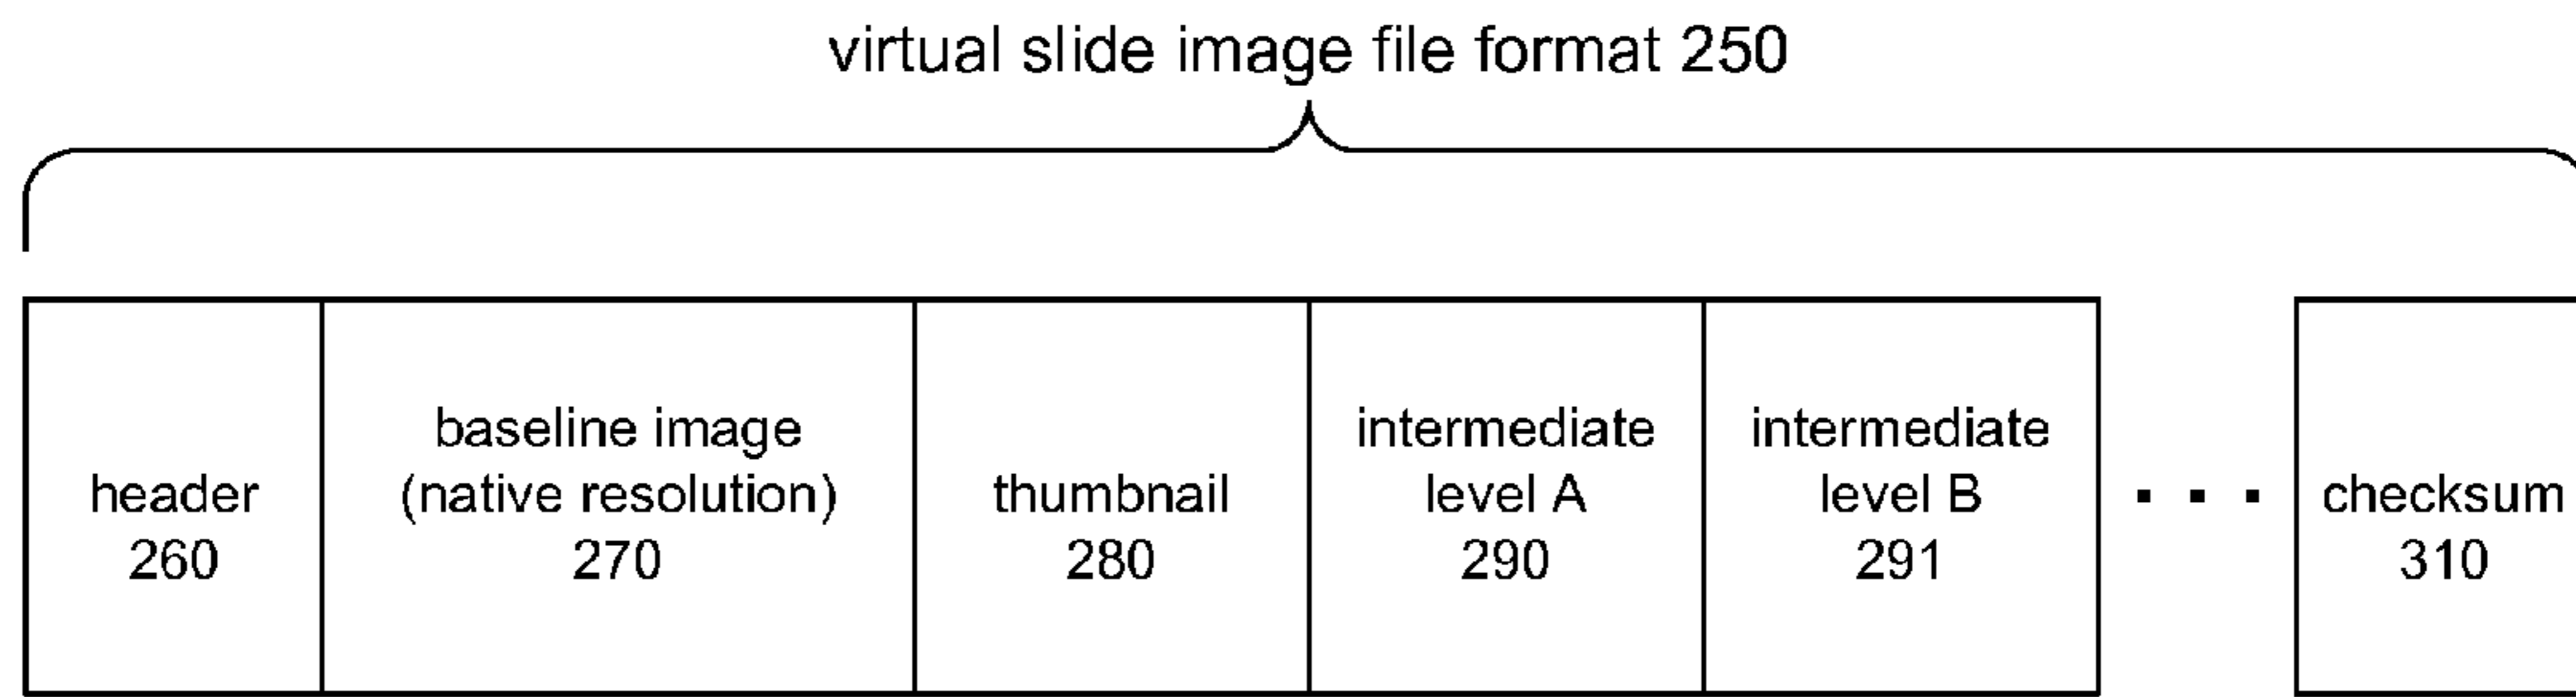 virtual slide image file format 250
header
260
baseline image
(native resolution)
270
thumbnail
280
intermediate
level A
290
intermediate
level B
291
. . .
checksum
310